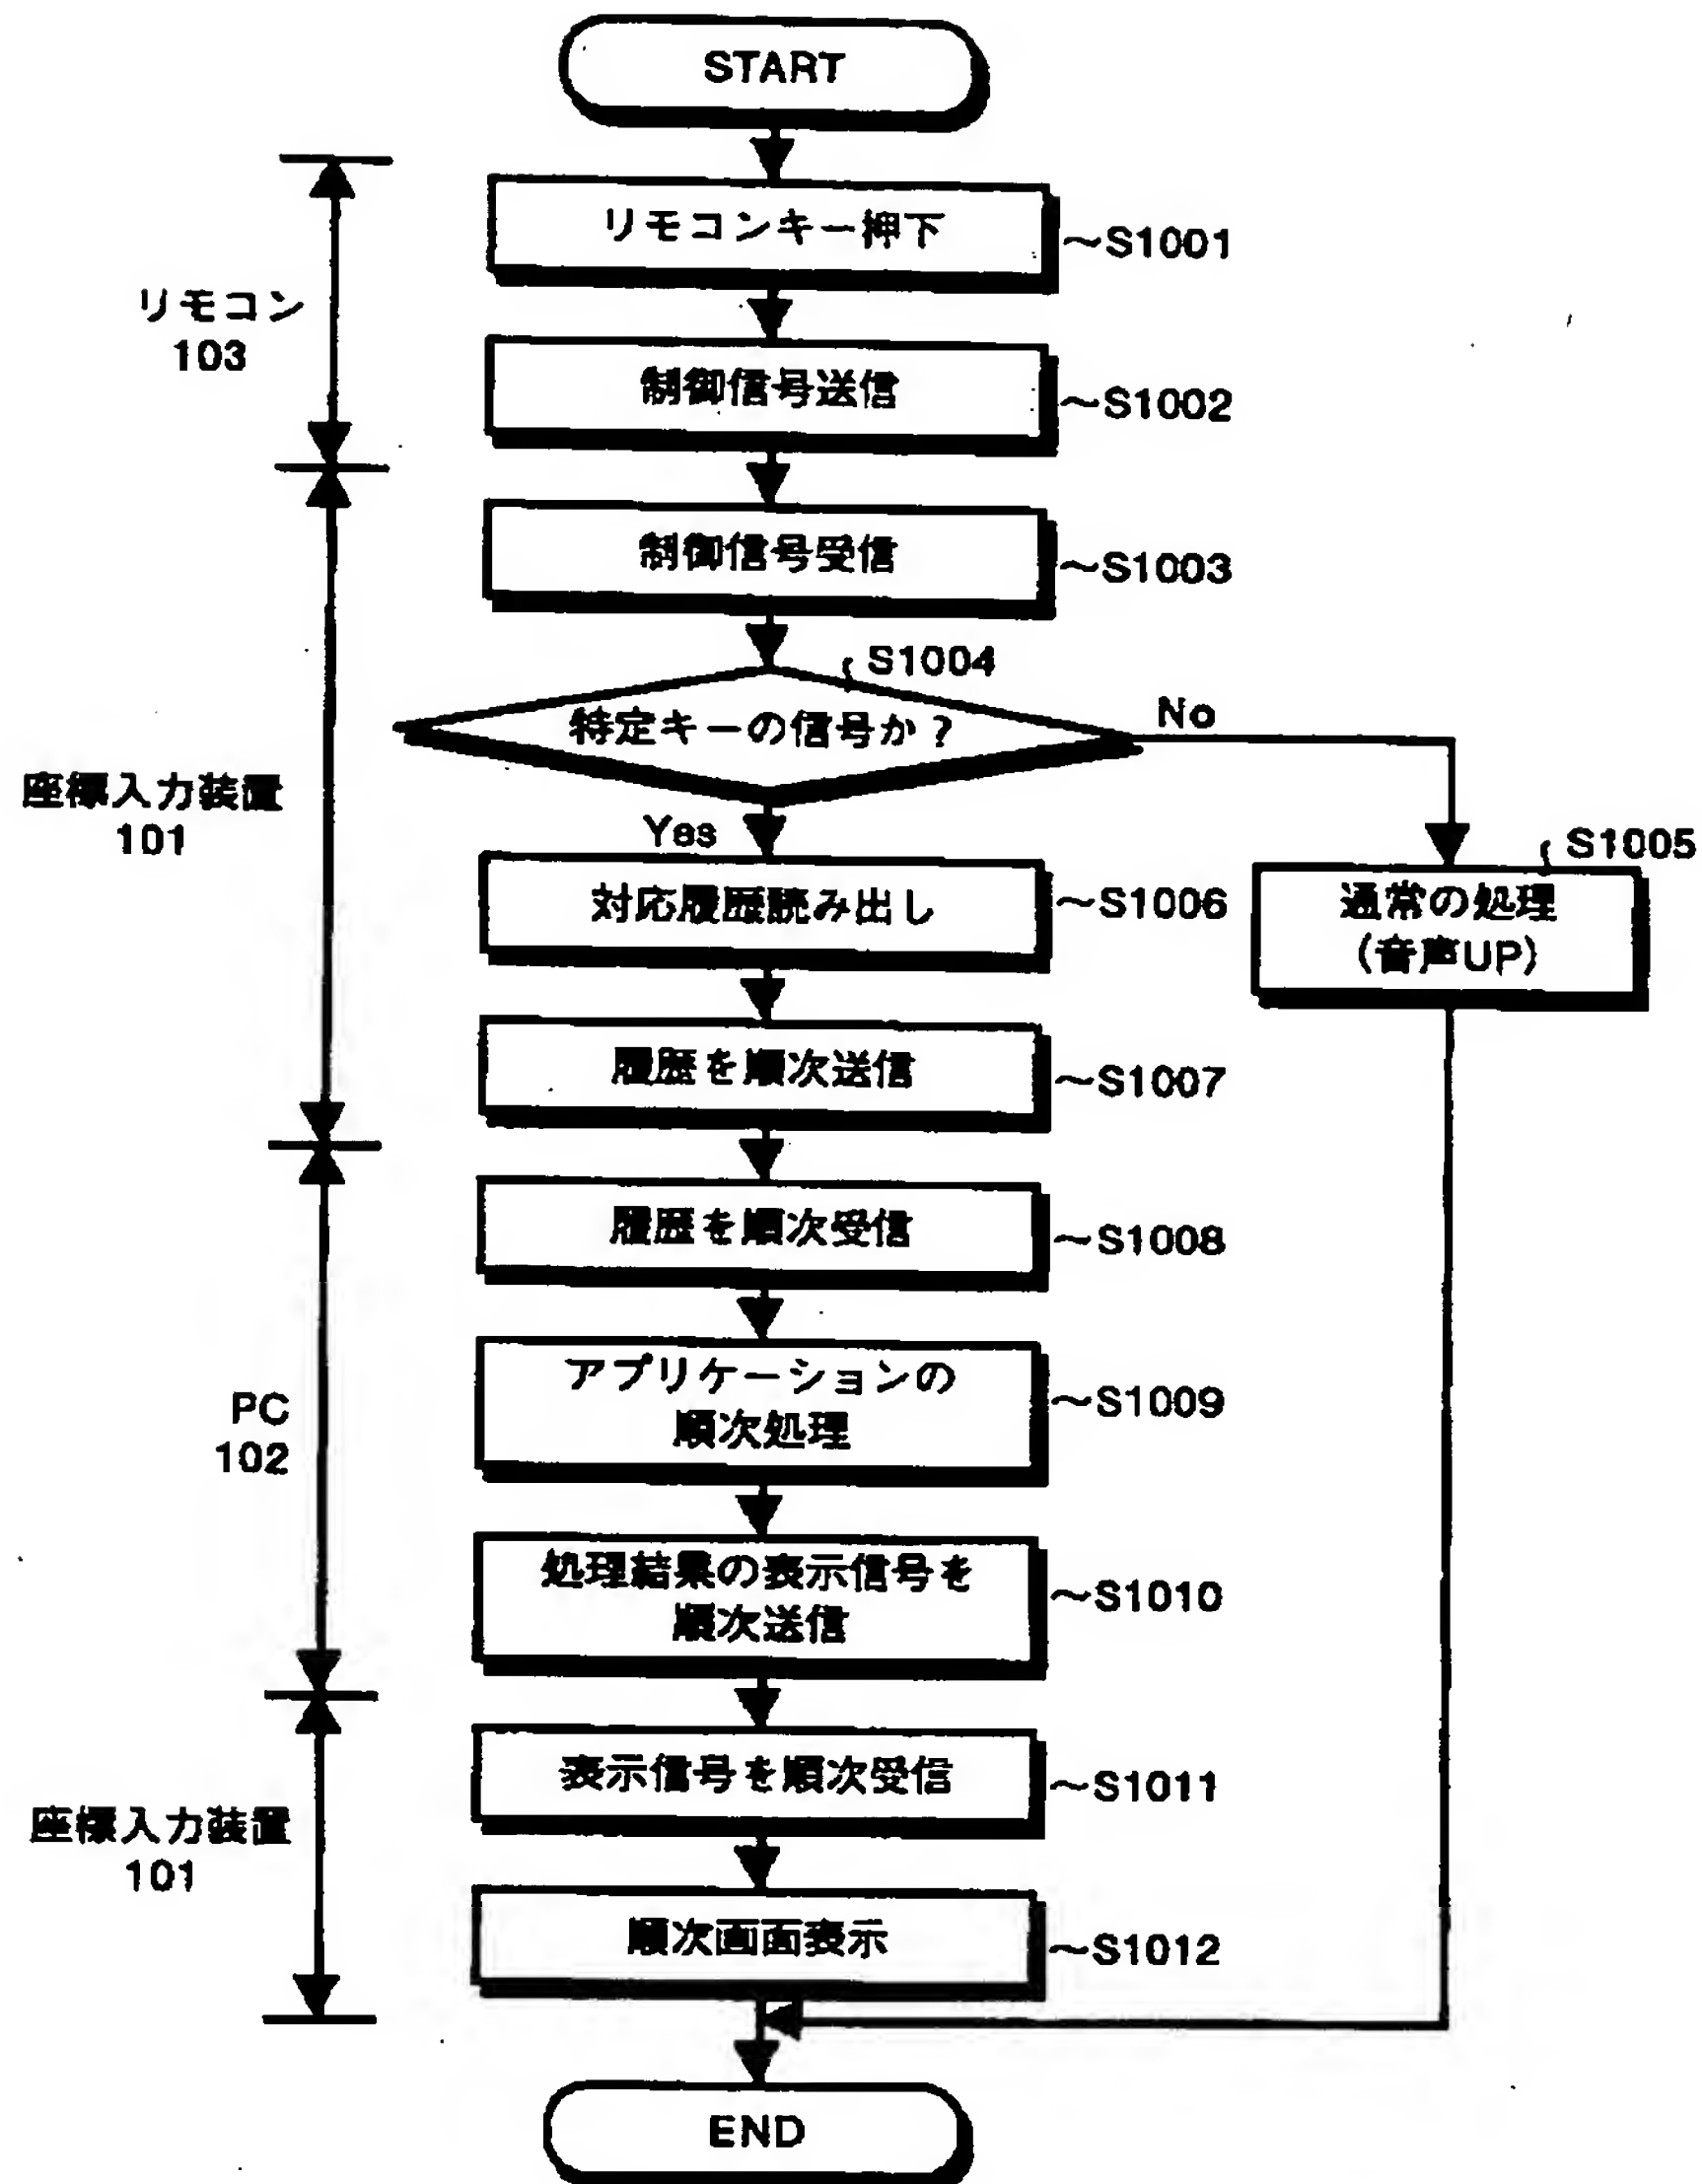 START
リモコンキー押下
~S1001
リモコン
103
制御信号送信
~S1002
制御信号受信
~S1003
S1004
特定キーの信号か？
No
座標入力装置
101
Yes
S1005
対応履歴読み出し
~S1006
通常の処理
(音声UP)
履歴を順次送信
~S1007
履歴を順次受信
~S1008
アプリケーションの
順次処理
~S1009
PC
102
処理結果の表示信号を
順次送信
~S1010
表示信号を順次受信
~S1011
座標入力装置
101
順次画面表示
~S1012
END